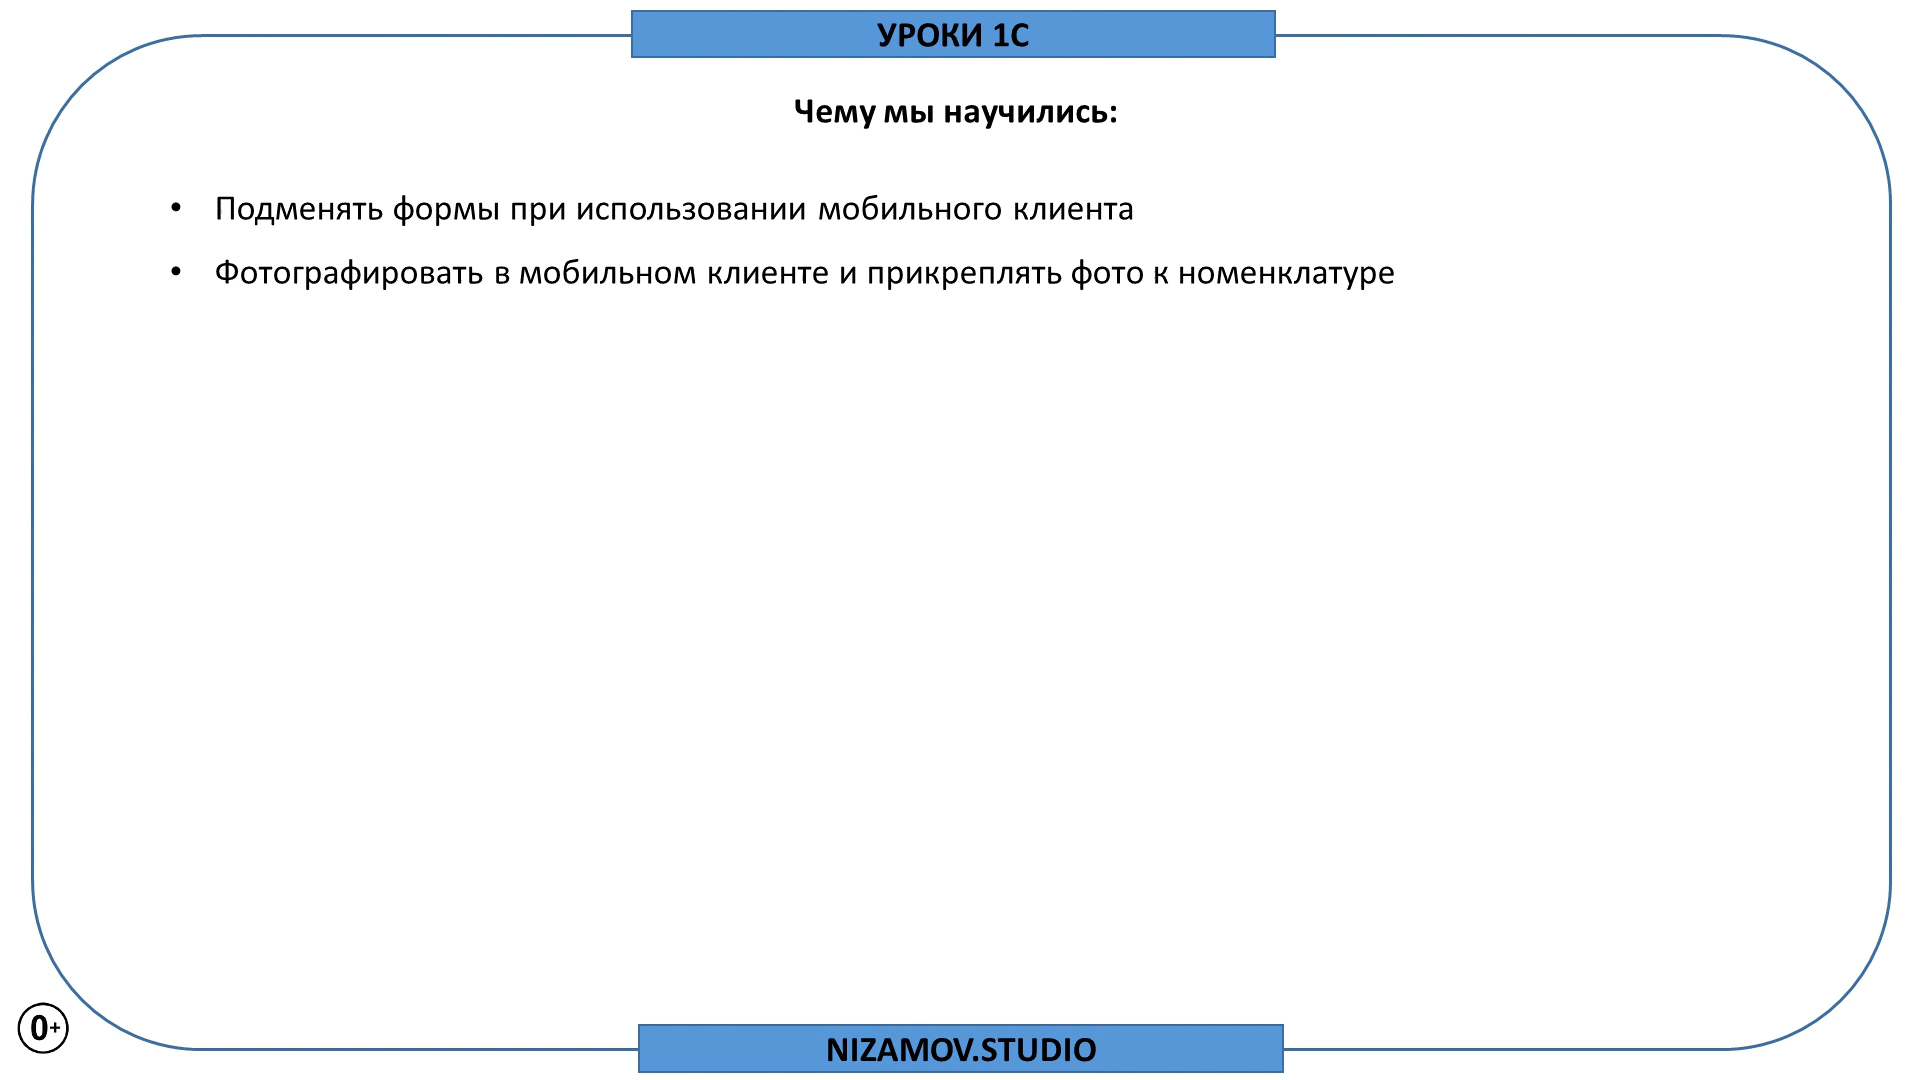 УРОКИ 1С
Чему мы научились:
• Подменять формы при использовании мобильного клиента
• Фотографировать в мобильном клиенте и прикреплять фото к номенклатуре
0+
NIZAMOV.STUDIO